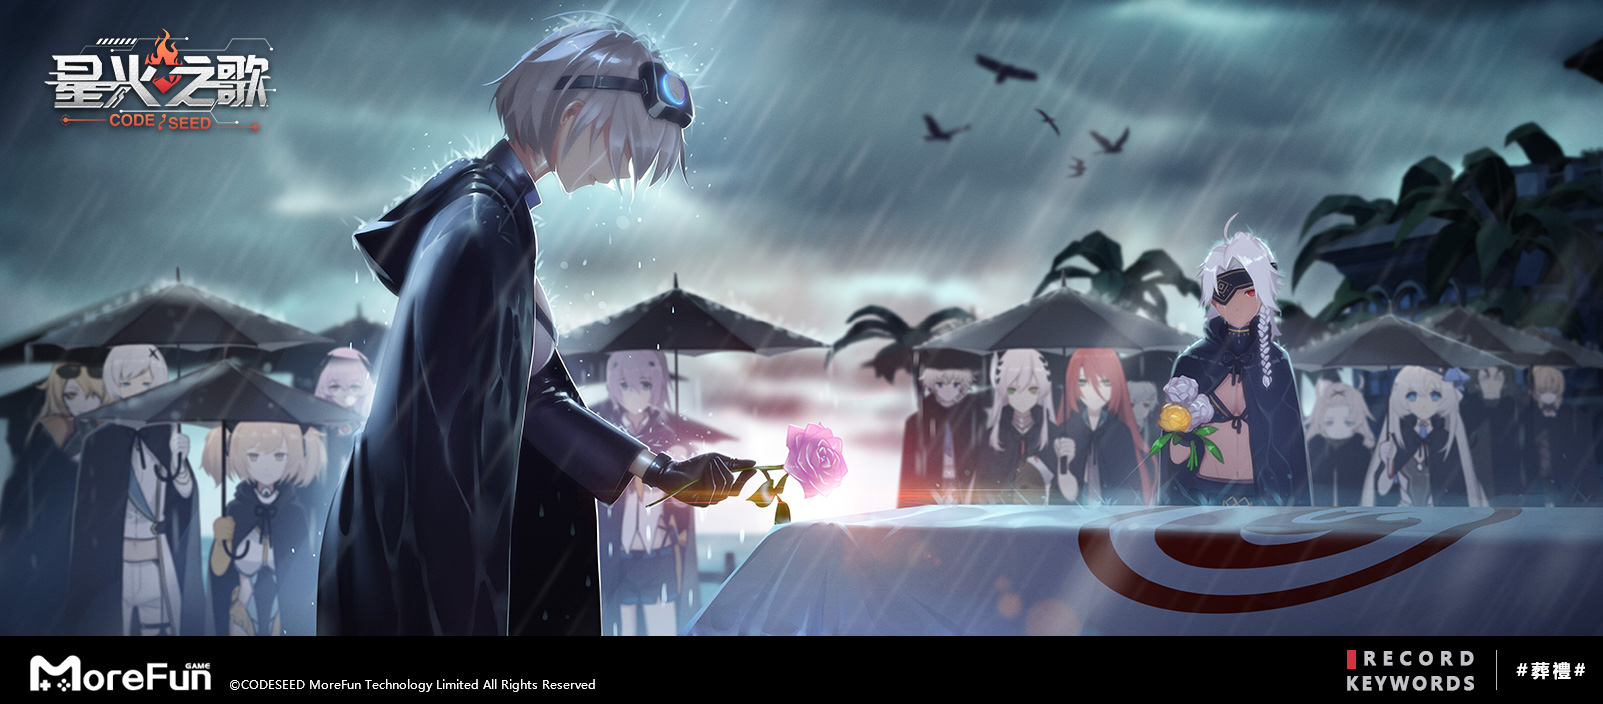 星火之歌
CODE SEED
MoreFun GAME
©CODESEED MoreFun Technology Limited All Rights Reserved
RECORD
KEYWORDS
#葬禮#